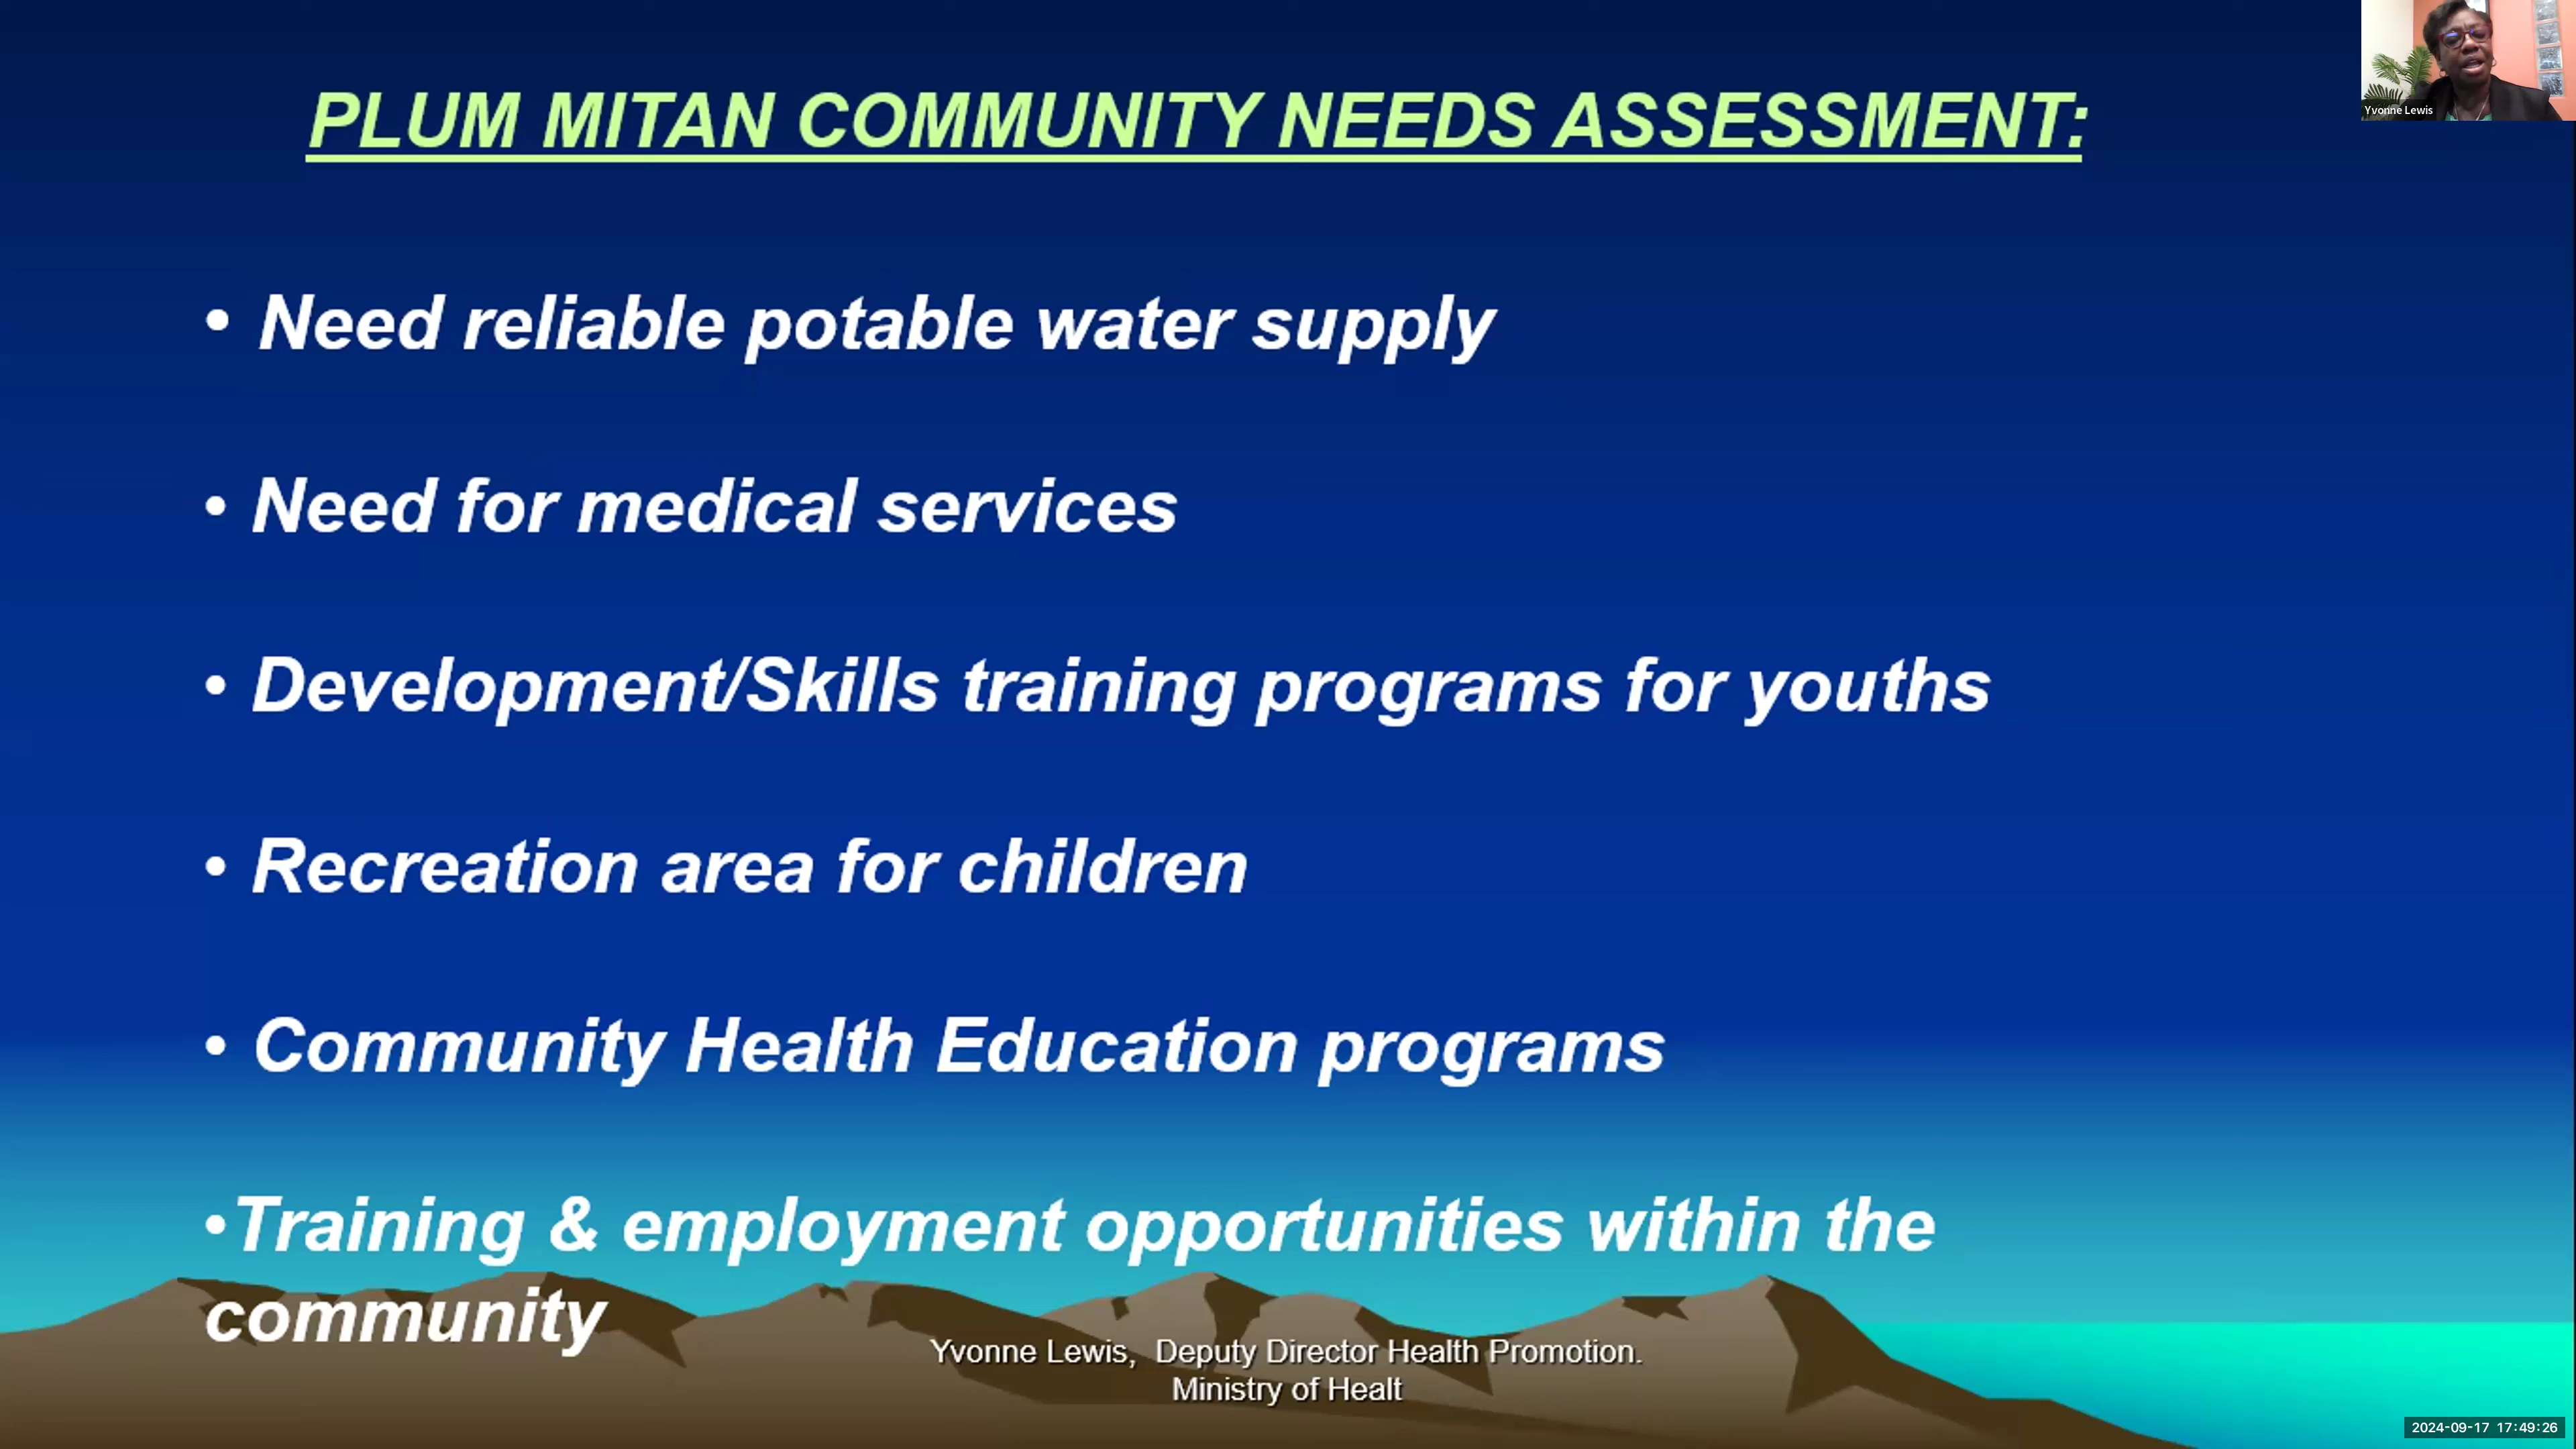 PLUM MITAN COMMUNITY NEEDS ASSESSMENT:
Yvonne Lewis
• Need reliable potable water supply
• Need for medical services
• Development/Skills training programs for youths
• Recreation area for children
• Community Health Education programs
•Training & employment opportunities within the
community
Yvonne Lewis, Deputy Director Health Promotion.
Ministry of Healt
2024-09-17 17:49:26